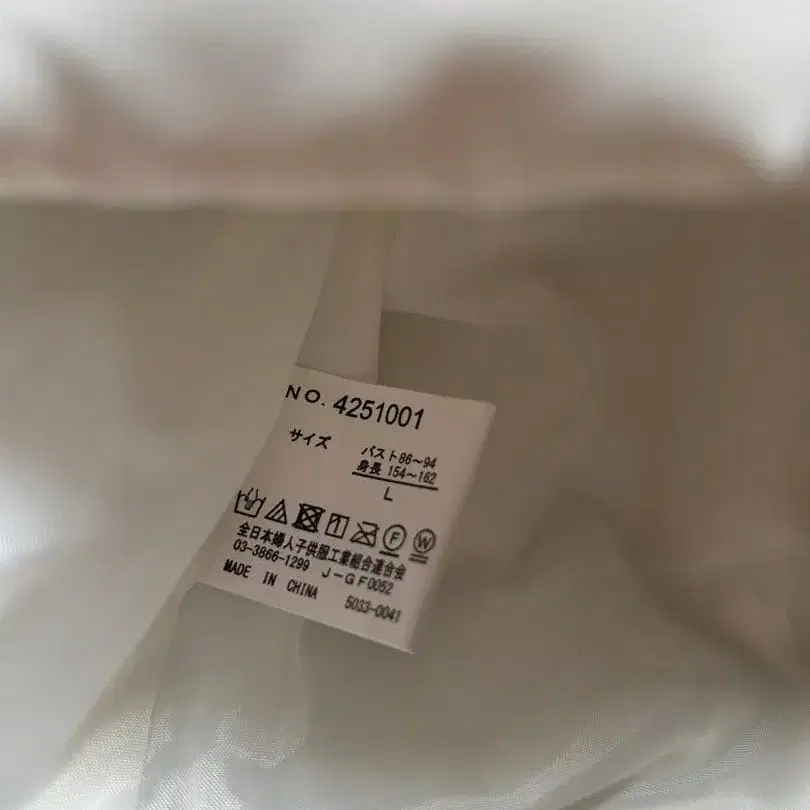 NO. 4251001
サイズ
バスト86〜94
身長 154〜162
L
F W
全日本婦人子供服工業組合連合会
03-3866-1299 J-GF0052
MADE IN CHINA 5033-0041